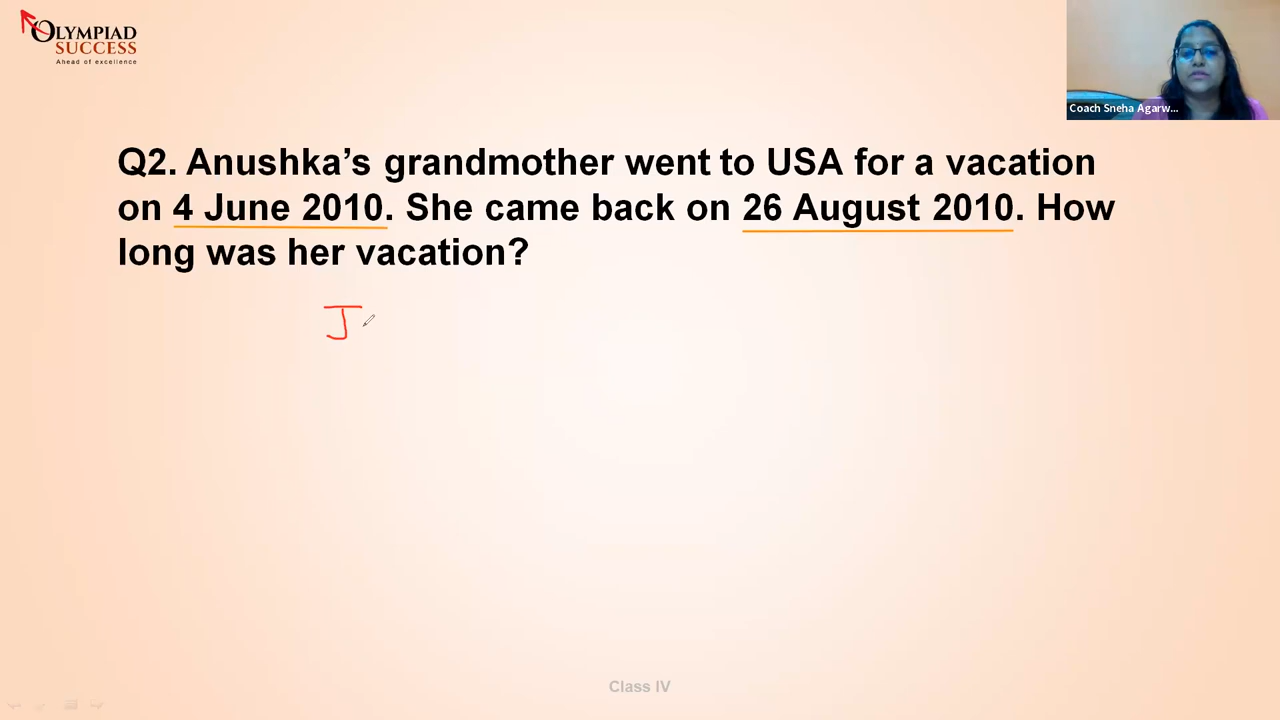 OLYMPIAD
SUCCESS
Ahead of excellence
Coach Sneha Agarw...
Q2. Anushka’s grandmother went to USA for a vacation
on 4 June 2010. She came back on 26 August 2010. How
long was her vacation?
J
Class IV